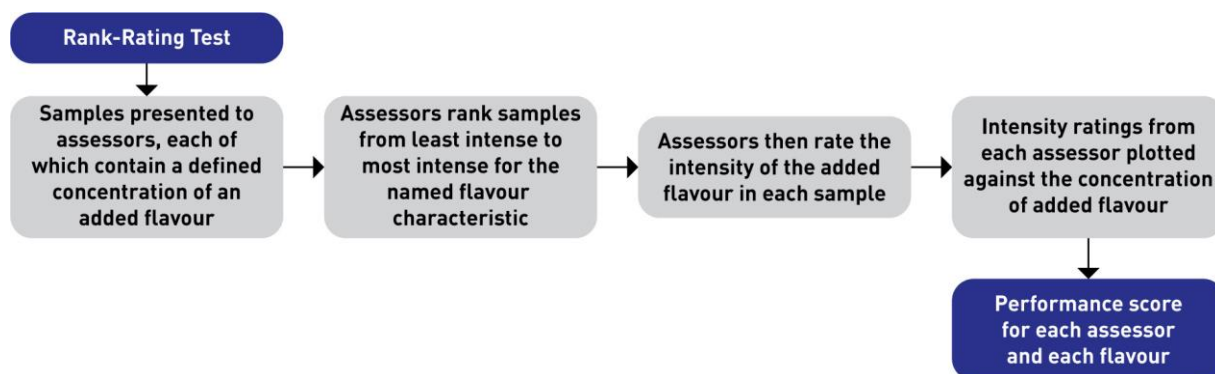 Rank-Rating Test
Samples presented to
assessors, each of
which contain a defined
concentration of an
added flavour
Assessors rank samples
from least intense to
most intense for the
named flavour
characteristic
Assessors then rate the
intensity of the added
flavour in each sample
Intensity ratings from
each assessor plotted
against the concentration
of added flavour
Performance score
for each assessor
and each flavour